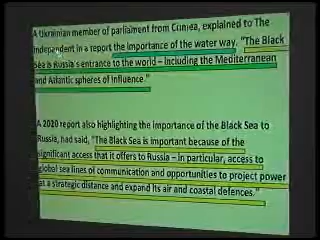 A Ukrainian member of parliament from Crimea, explained to The
Independent in a report the importance of the water way. "The Black
Sea is Russia's entrance to the world – including the Mediterranean
and Atlantic spheres of influence."
A 2020 report also highlighting the importance of the Black Sea to
Russia, had said, "The Black Sea is important because of the
significant access that it offers to Russia – in particular, access to
global sea lines of communication and opportunities to project power
at a strategic distance and expand its air and coastal defences."